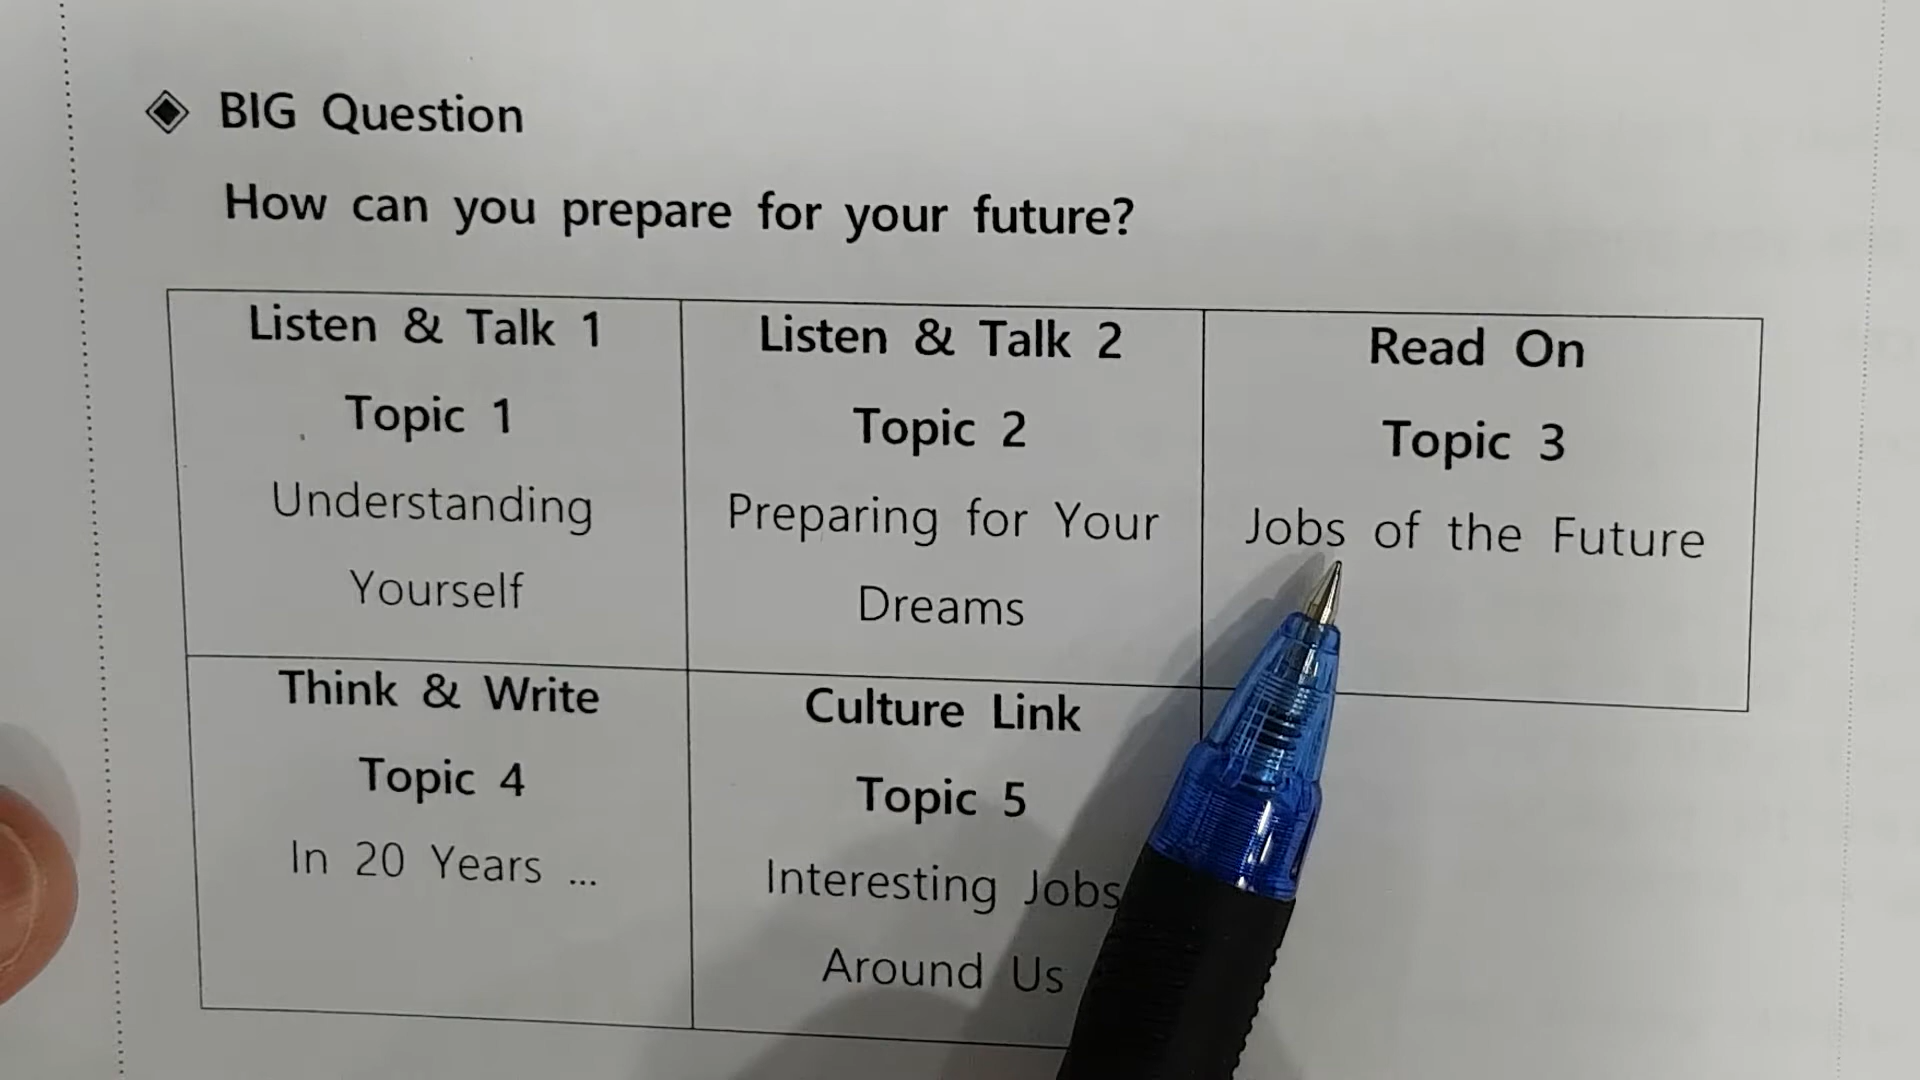 BIG Question
How can you prepare for your future?
Listen & Talk 1
Topic 1
Understanding
Yourself
Listen & Talk 2
Topic 2
Preparing for Your
Dreams
Read On
Topic 3
Jobs of the Future
Think & Write
Topic 4
In 20 Years ...
Culture Link
Topic 5
Interesting Jobs
Around Us